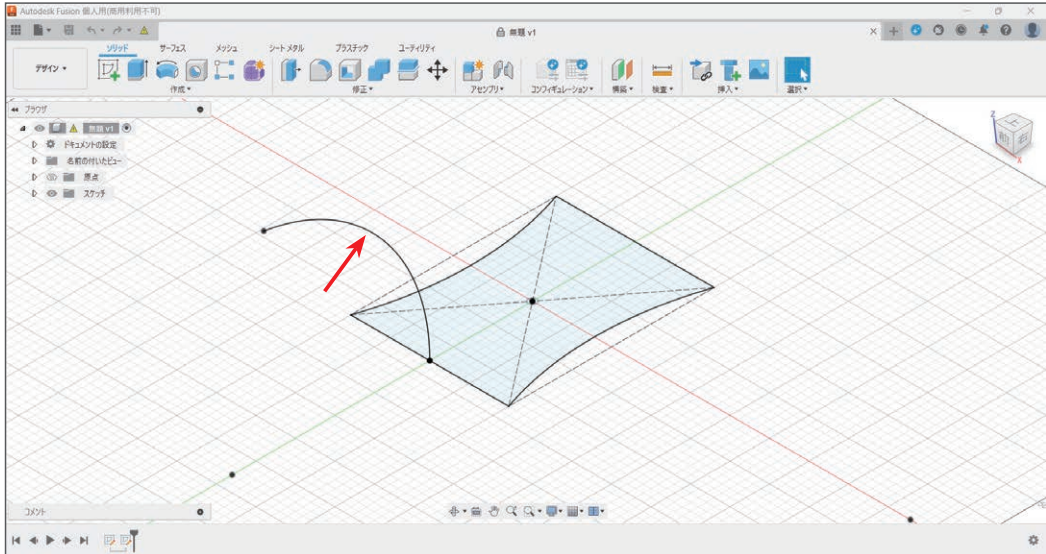 Autodesk Fusion 個人用(商用利用不可)
無題 v1
ソリッド サーフェス メッシュ シート メタル プラスチック ユーティリティ
デザイン
作成 修正 アセンブリ コンフィギュレーション 構築 検査 挿入 選択
ブラウザ
無題 v1
ドキュメントの設定
名前の付いたビュー
原点
スケッチ
Z
上
前 右
X
コメント